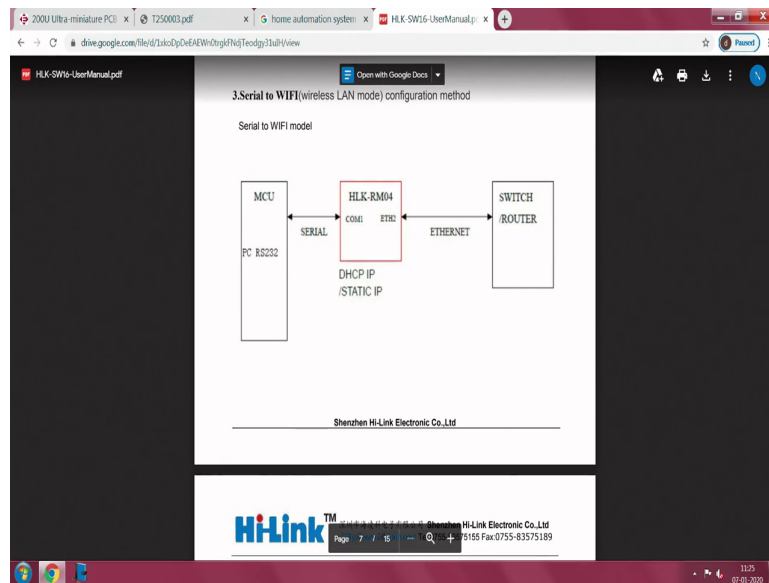 200U Ultra-miniature PCB
T250003.pdf
home automation system
HLK-SW16-UserManual.p
drive.google.com/file/d/1xkoDpDeEAEWn0trgkFNdjTeodgy31ulH/view
Paused
HLK-SW16-UserManual.pdf
Open with Google Docs
3.Serial to WIFI(wireless LAN mode) configuration method
Serial to WIFI model
MCU
HLK-RM04
SWITCH
COM1 ETH2
/ROUTER
SERIAL
ETHERNET
PC RS232
DHCP IP
/STATIC IP
Shenzhen Hi-Link Electronic Co.,Ltd
Hi-Link TM
Shenzhen Hi-Link Electronic Co.,Ltd
Page 7 / 15
75155 Fax:0755-83575189
11:25
07-01-2020